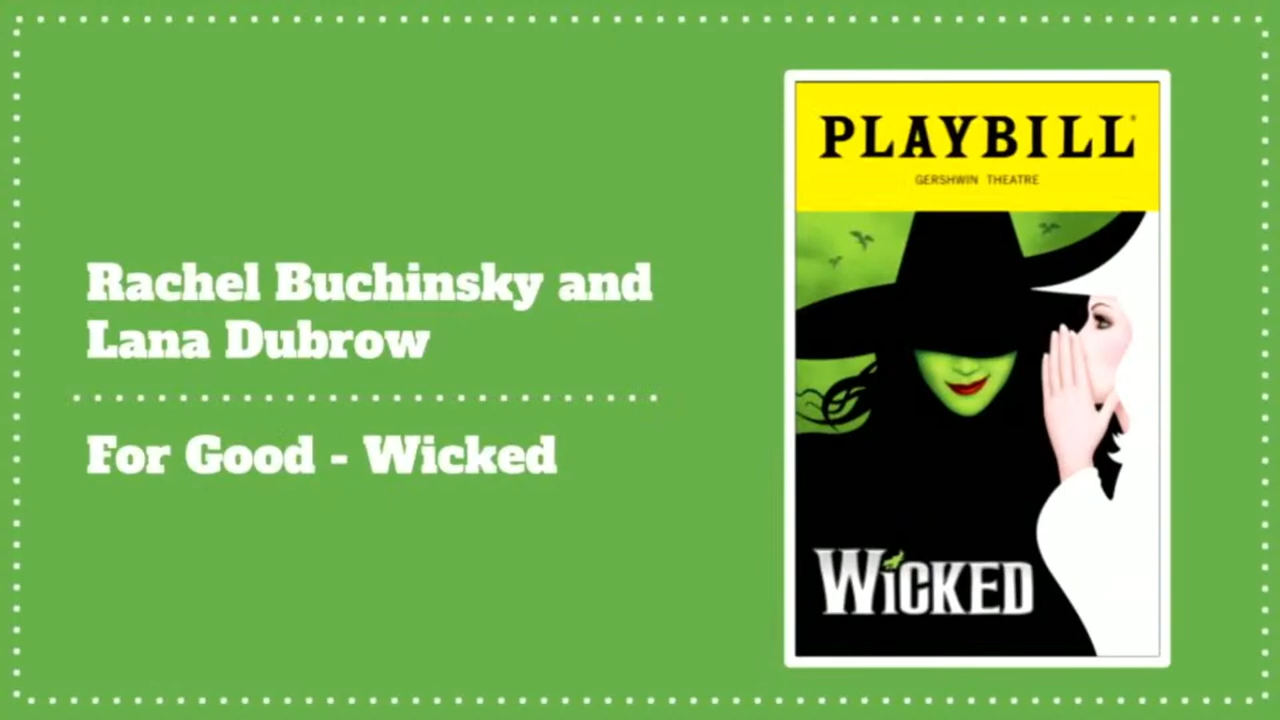 Rachel Buchinsky and
Lana Dubrow
For Good - Wicked
PLAYBILL®
GERSHWIN THEATRE
WICKED